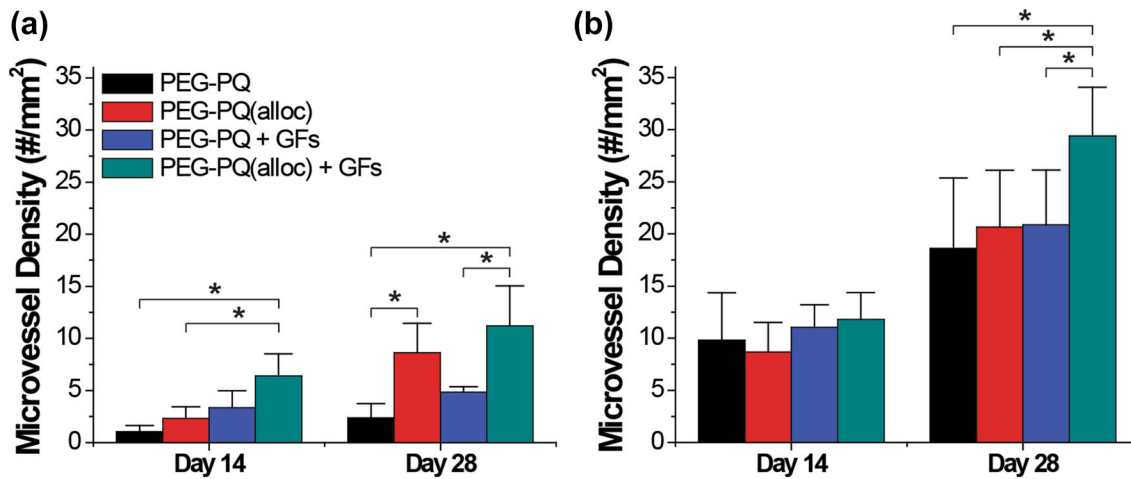 (a)
Microvessel Density (#/mm²)
35
30
25
20
15
10
5
0
PEG-PQ
PEG-PQ(alloc)
PEG-PQ + GFs
PEG-PQ(alloc) + GFs
*
*
*
*
*
Day 14
Day 28
(b)
Microvessel Density (#/mm²)
35
30
25
20
15
10
5
0
*
*
*
Day 14
Day 28